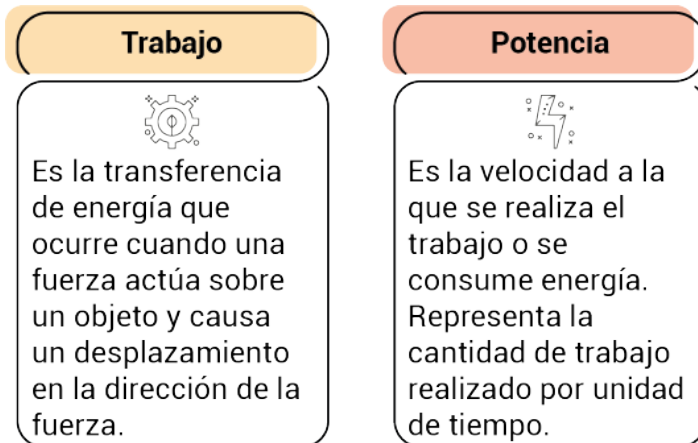 Trabajo
Es la transferencia
de energía que
ocurre cuando una
fuerza actúa sobre
un objeto y causa
un desplazamiento
en la dirección de la
fuerza.
Potencia
Es la velocidad a la
que se realiza el
trabajo o se
consume energía.
Representa la
cantidad de trabajo
realizado por unidad
de tiempo.